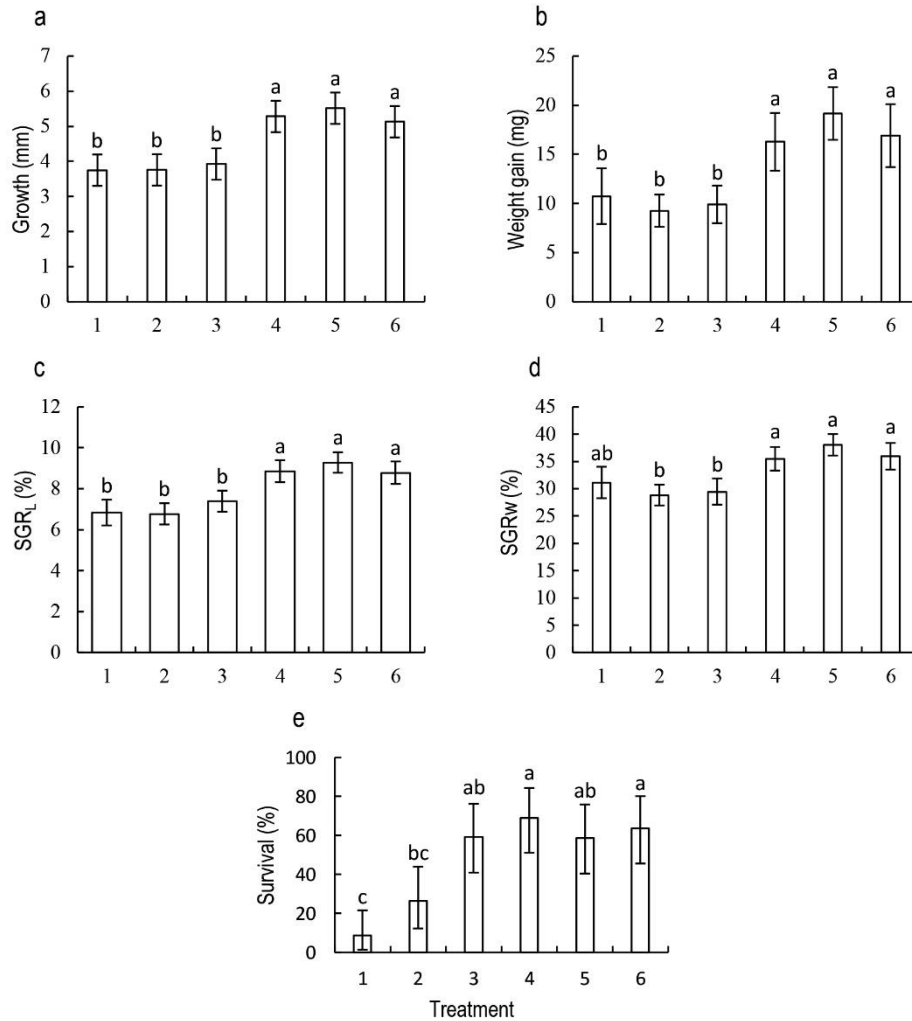 a
7
6
5
4
3
2
1
0
Growth (mm)
b b b a a a
1 2 3 4 5 6
b
25
20
15
10
5
0
Weight gain (mg)
b b b a a a
1 2 3 4 5 6
c
12
10
8
6
4
2
0
SGRL (%)
b b b a a a
1 2 3 4 5 6
d
45
40
35
30
25
20
15
10
5
0
SGRw (%)
ab b b a a a
1 2 3 4 5 6
e
100
80
60
40
20
0
Survival (%)
c bc ab a ab a
1 2 3 4 5 6
Treatment